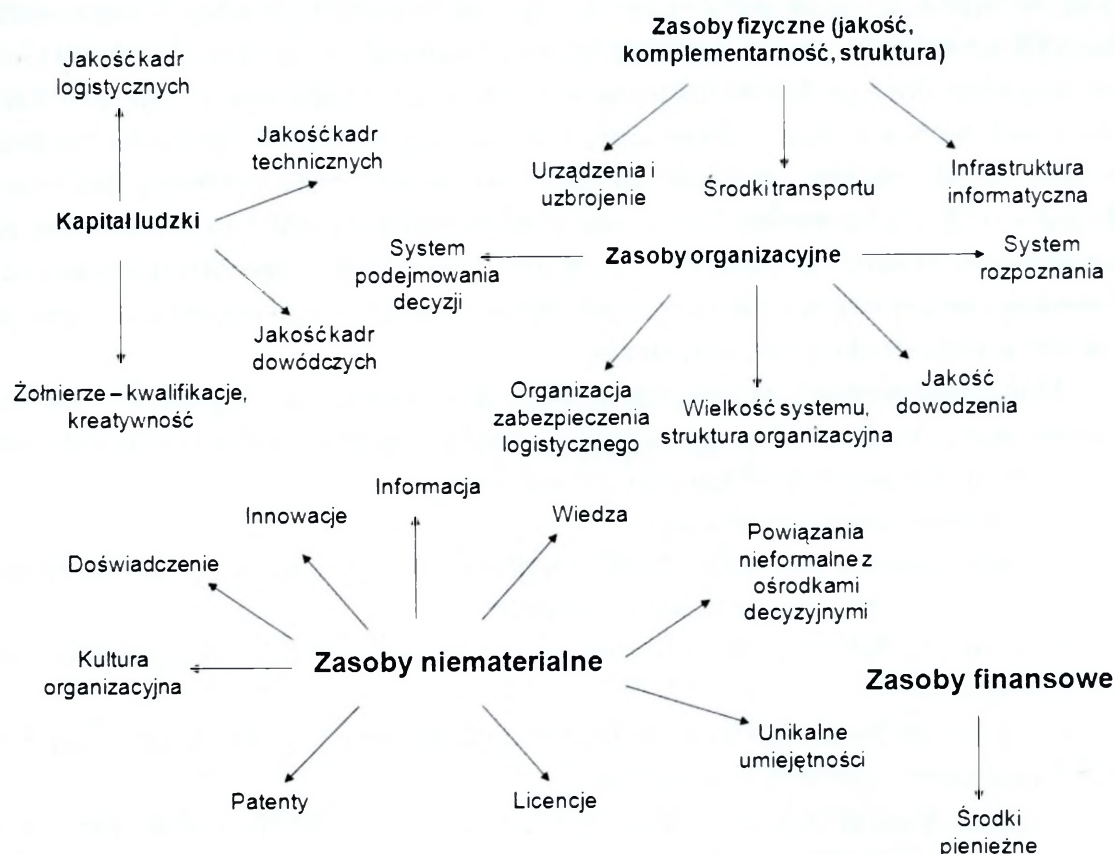 Zasoby fizyczne (jakość,
komplementarność, struktura)
Jakość kadr
logistycznych
Jakość kadr
technicznych
Urządzenia i
uzbrojenie
Środki transportu
Infrastruktura
informatyczna
Kapitał ludzki
System
podejmowania
decyzji
Zasoby organizacyjne
System
rozpoznania
Jakość kadr
dowódczych
Żołnierze – kwalifikacje,
kreatywność
Organizacja
zabezpieczenia
logistycznego
Wielkość systemu,
struktura organizacyjna
Jakość
dowodzenia
Informacja
Innowacje
Wiedza
Doświadczenie
Powiązania
nieformalne z
ośrodkami
decyzyjnymi
Kultura
organizacyjna
Zasoby niematerialne
Zasoby finansowe
Unikalne
umiejętności
Patenty
Licencje
Środki
pieniężne